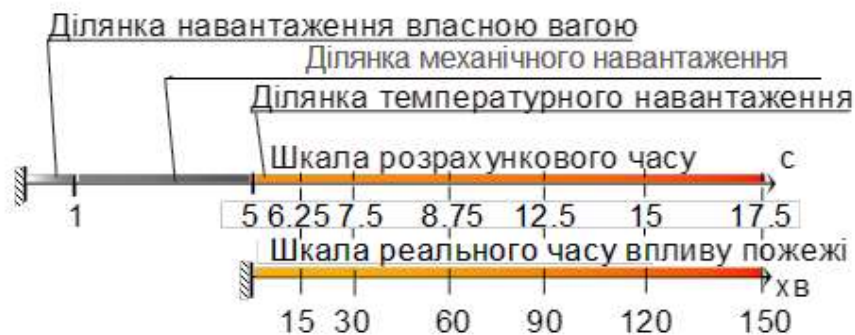 Ділянка навантаження власною вагою
Ділянка механічного навантаження
Ділянка температурного навантаження
Шкала розрахункового часу с
1 5 6.25 7.5 8.75 12.5 15 17.5
Шкала реального часу впливу пожежі
хв
15 30 60 90 120 150